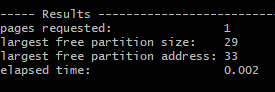 ----- Results --------------------------
pages requested: 1
largest free partition size: 29
largest free partition address: 33
elapsed time: 0.002